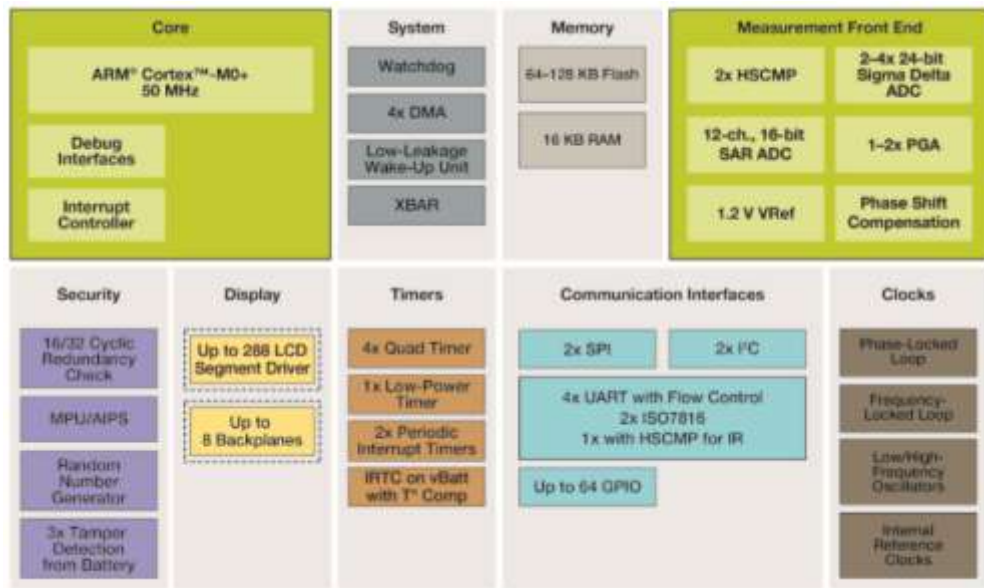 Core
ARM® Cortex™-M0+
50 MHz
Debug
Interfaces
Interrupt
Controller
System
Watchdog
4x DMA
Low-Leakage
Wake-Up Unit
XBAR
Memory
64–128 KB Flash
16 KB RAM
Measurement Front End
2x HSCMP
2–4x 24-bit
Sigma Delta
ADC
12-ch., 16-bit
SAR ADC
1–2x PGA
1.2 V VRef
Phase Shift
Compensation
Security
16/32 Cyclic
Redundancy
Check
MPU/AIPS
Random
Number
Generator
3x Tamper
Detection
from Battery
Display
Up to 288 LCD
Segment Driver
Up to
8 Backplanes
Timers
4x Quad Timer
1x Low-Power
Timer
2x Periodic
Interrupt Timers
IRTC on vBatt
with T° Comp
Communication Interfaces
2x SPI
2x I²C
4x UART with Flow Control
2x ISO7816
1x with HSCMP for IR
Up to 64 GPIO
Clocks
Phase-Locked
Loop
Frequency-
Locked Loop
Low/High-
Frequency
Oscillators
Internal
Reference
Clocks